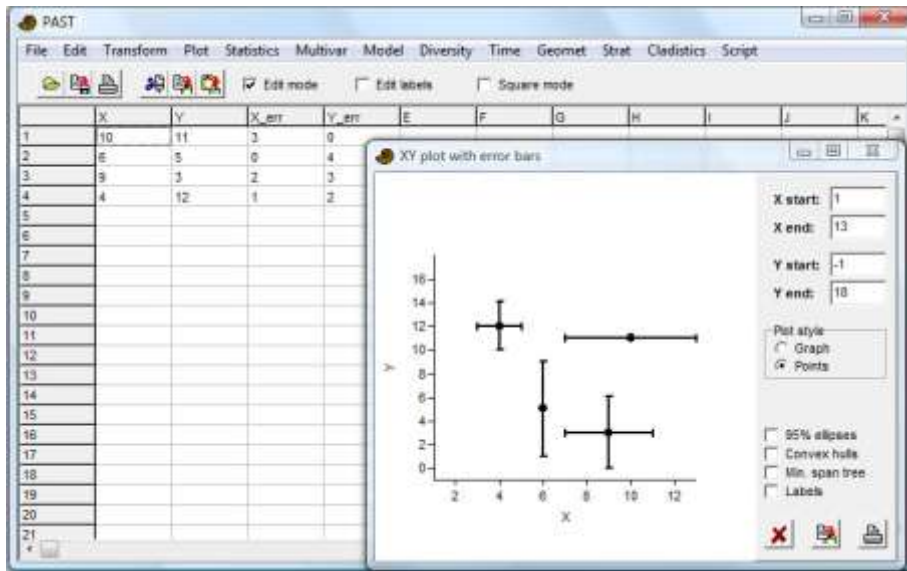 PAST
File Edit Transform Plot Statistics Multivar Model Diversity Time Geomet Strat Cladistics Script
Edit mode Edit labels Square mode
X Y X_err Y_err E F G H I J K
1 10 11 3 0
2 6 5 0 4
3 9 3 2 3
4 4 12 1 2
5
6
7
8
9
10
11
12
13
14
15
16
17
18
19
20
21
XY plot with error bars
X start: 1
X end: 13
Y start: -1
Y end: 18
Plot style
Graph
Points
95% ellipses
Convex hulls
Min. span tree
Labels
16
14
12
10
8
6
4
2
0
Y
2 4 6 8 10 12
X